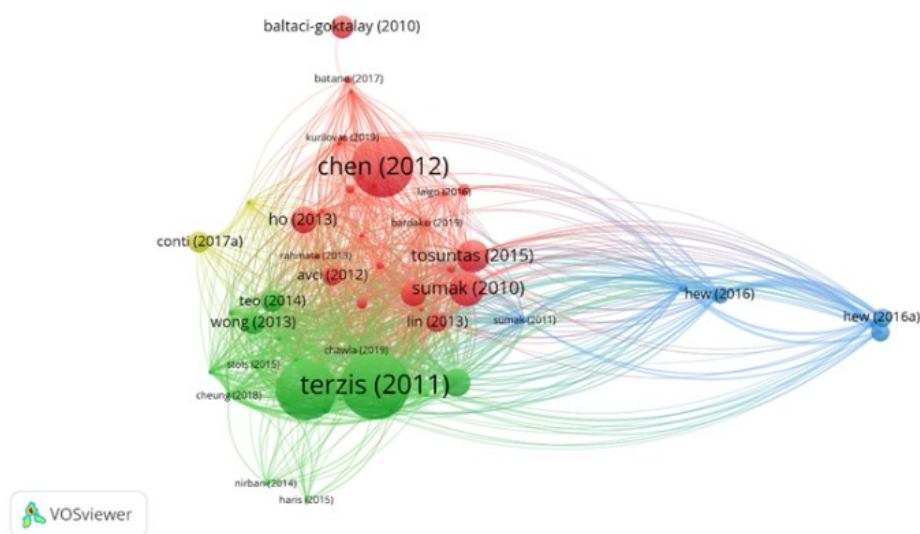 baltaci-goktalay (2010)
batane (2017)
kurilovas (2019)
chen (2012)
laigo (2016)
bardakci (2019)
ho (2013)
conti (2017a)
rahmata (2013)
tosuntas (2015)
avci (2012)
sumak (2010)
hew (2016)
teo (2014)
wong (2013)
lin (2013)
sumak (2011)
hew (2016a)
chawla (2019)
stols (2015)
terzis (2011)
cheung (2018)
nirban (2014)
haris (2015)
VOSviewer